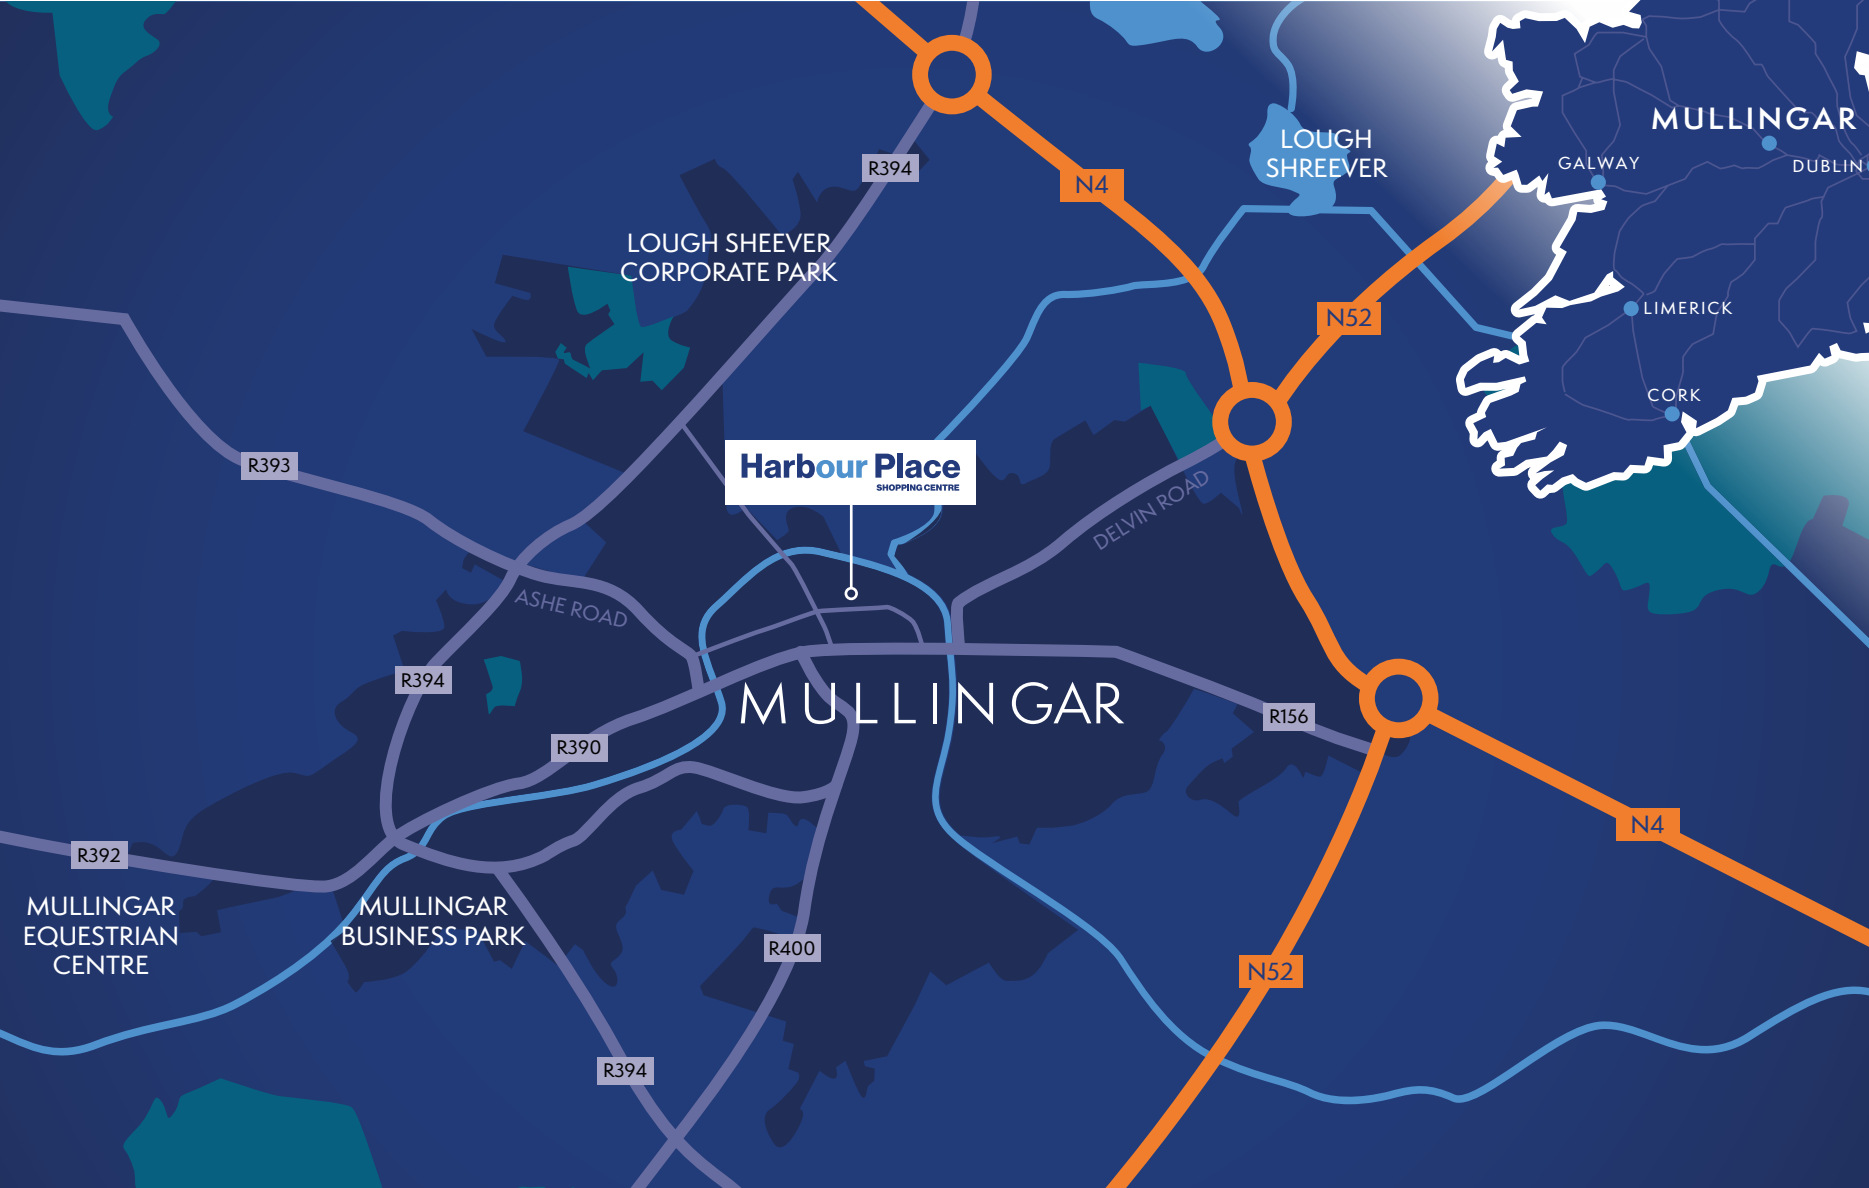 R394
N4
LOUGH
SHREEVER
MULLINGAR
GALWAY
DUBLIN
LOUGH SHEEVER
CORPORATE PARK
N52
LIMERICK
CORK
R393
Harbour Place
SHOPPING CENTRE
DELVIN ROAD
ASHE ROAD
R394
MULLINGAR
R156
R390
N4
R392
MULLINGAR
EQUESTRIAN
CENTRE
MULLINGAR
BUSINESS PARK
R400
N52
R394